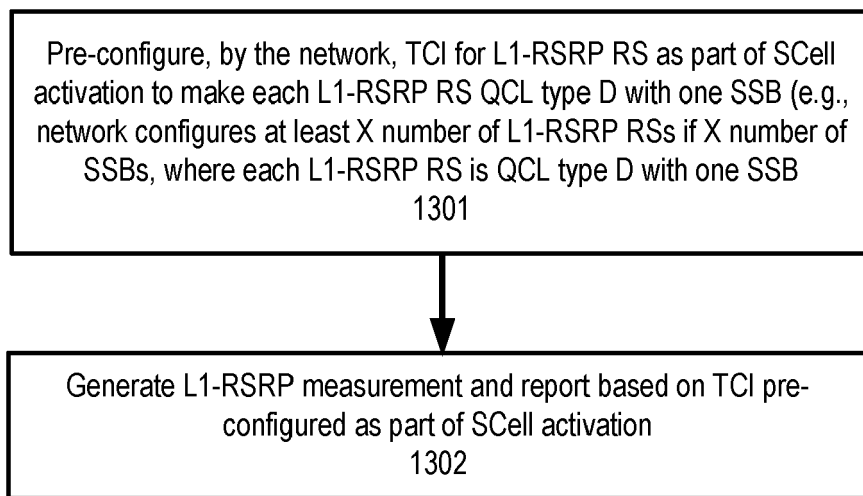 Pre-configure, by the network, TCI for L1-RSRP RS as part of SCell
activation to make each L1-RSRP RS QCL type D with one SSB (e.g.,
network configures at least X number of L1-RSRP RSs if X number of
SSBs, where each L1-RSRP RS is QCL type D with one SSB
1301
Generate L1-RSRP measurement and report based on TCI pre-
configured as part of SCell activation
1302